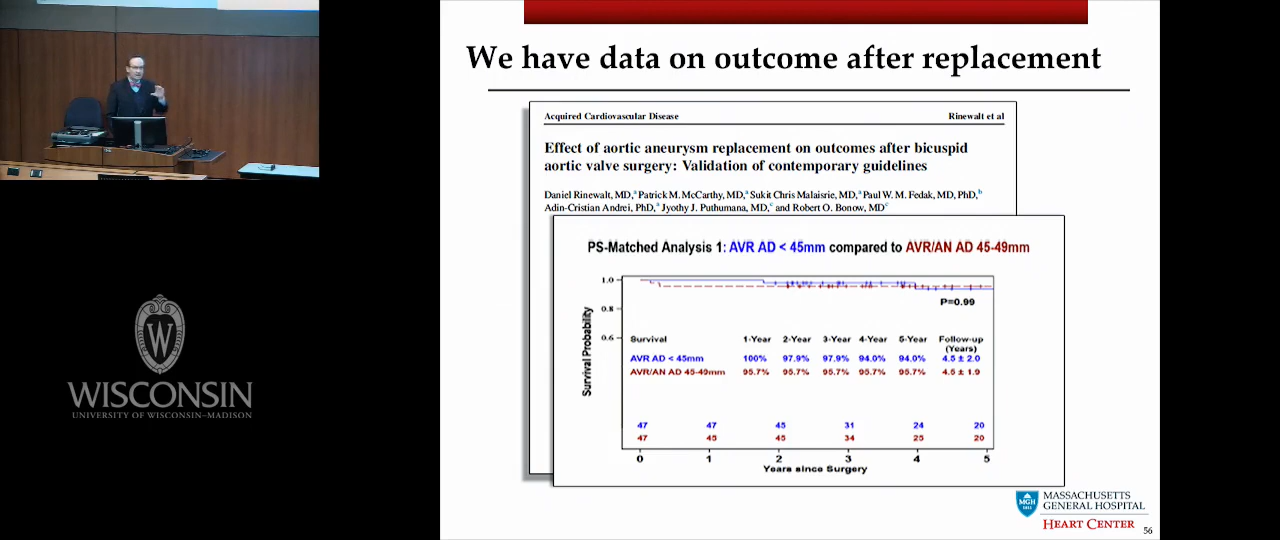 We have data on outcome after replacement
Acquired Cardiovascular Disease Rinewalt et al
Effect of aortic aneurysm replacement on outcomes after bicuspid
aortic valve surgery: Validation of contemporary guidelines
Daniel Rinewalt, MD,a Patrick M. McCarthy, MD,a Sukit Chris Malaisrie, MD,a Paul W. M. Fedak, MD, PhD,b
Adin-Cristian Andrei, PhD,a Jyothy J. Puthumana, MD,c and Robert O. Bonow, MDc
PS-Matched Analysis 1: AVR AD < 45mm compared to AVR/AN AD 45-49mm
1.0
0.8
0.6
Survival Probability
P=0.99
Survival 1-Year 2-Year 3-Year 4-Year 5-Year Follow-up
(Years)
AVR AD < 45mm 100% 97.9% 97.9% 94.0% 94.0% 4.5 ± 2.0
AVR/AN AD 45-49mm 95.7% 95.7% 95.7% 95.7% 95.7% 4.5 ± 1.9
47 47 45 31 24 20
47 45 45 34 25 20
0 1 2 3 4 5
Years since Surgery
W
WISCONSIN
UNIVERSITY OF WISCONSIN–MADISON
MGH
1811
MASSACHUSETTS
GENERAL HOSPITAL
HEART CENTER
56